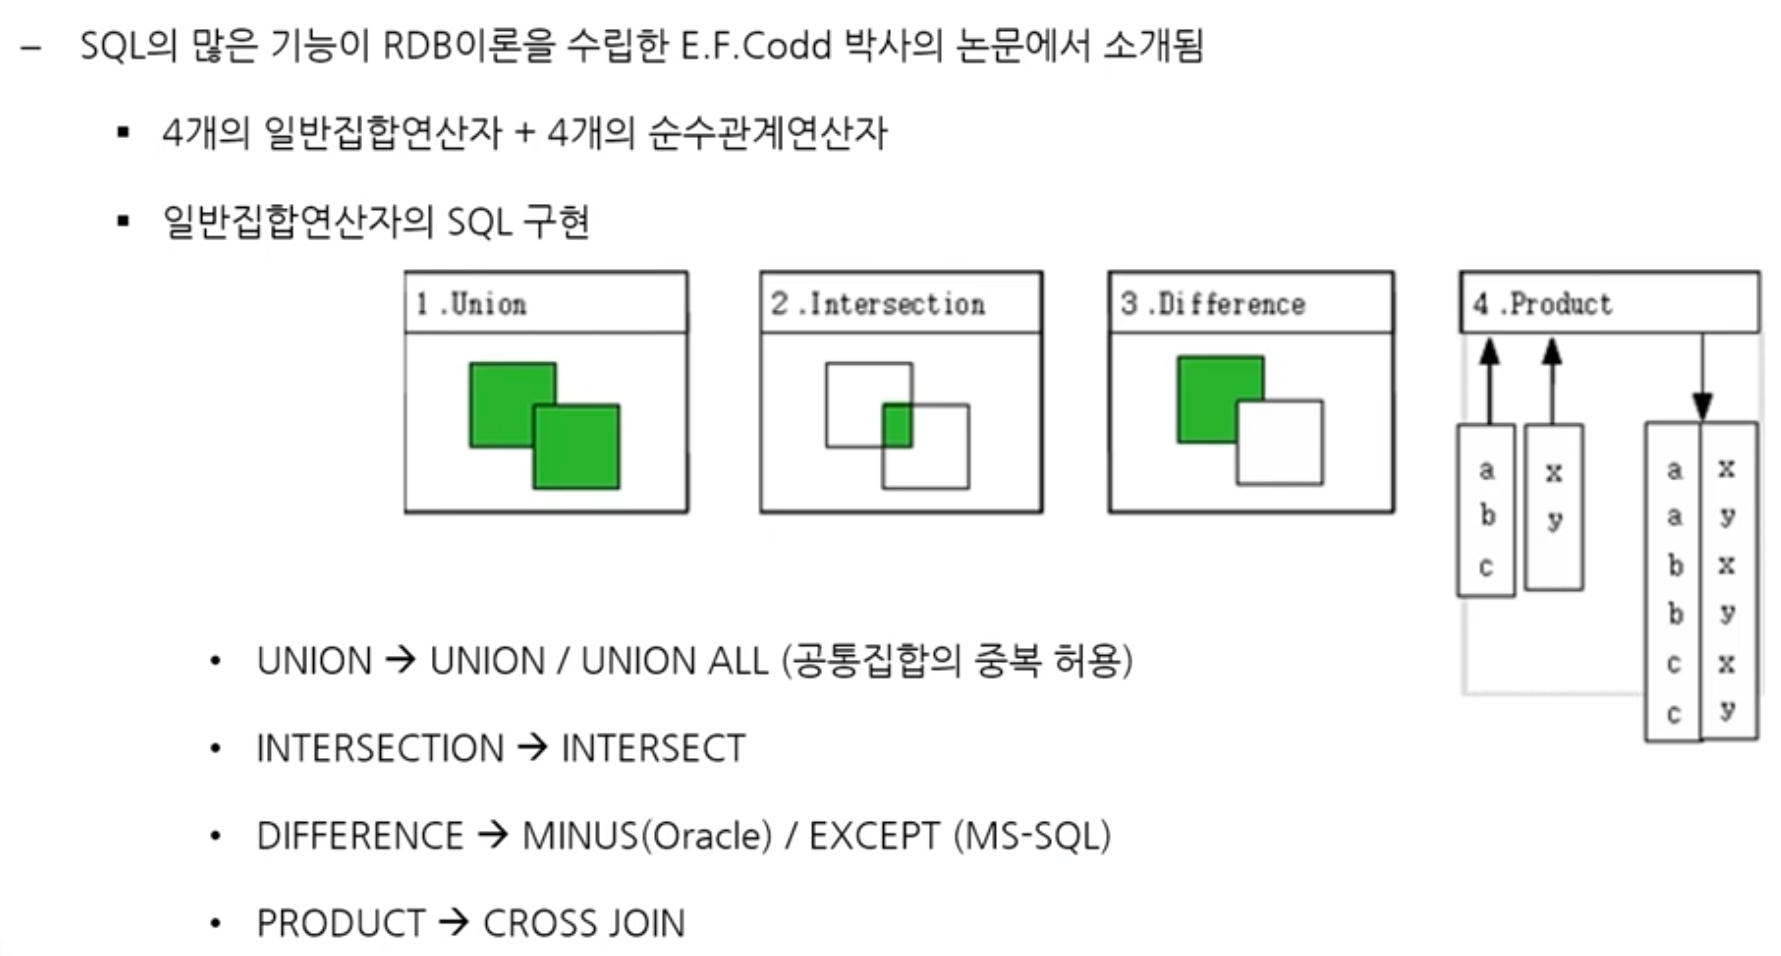 – SQL의 많은 기능이 RDB이론을 수립한 E.F.Codd 박사의 논문에서 소개됨
▪ 4개의 일반집합연산자 + 4개의 순수관계연산자
▪ 일반집합연산자의 SQL 구현
1 .Union
2 .Intersection
3 .Difference
4 .Product
a
b
c
x
y
a x
a y
b x
b y
c x
c y
• UNION → UNION / UNION ALL (공통집합의 중복 허용)
• INTERSECTION → INTERSECT
• DIFFERENCE → MINUS(Oracle) / EXCEPT (MS-SQL)
• PRODUCT → CROSS JOIN